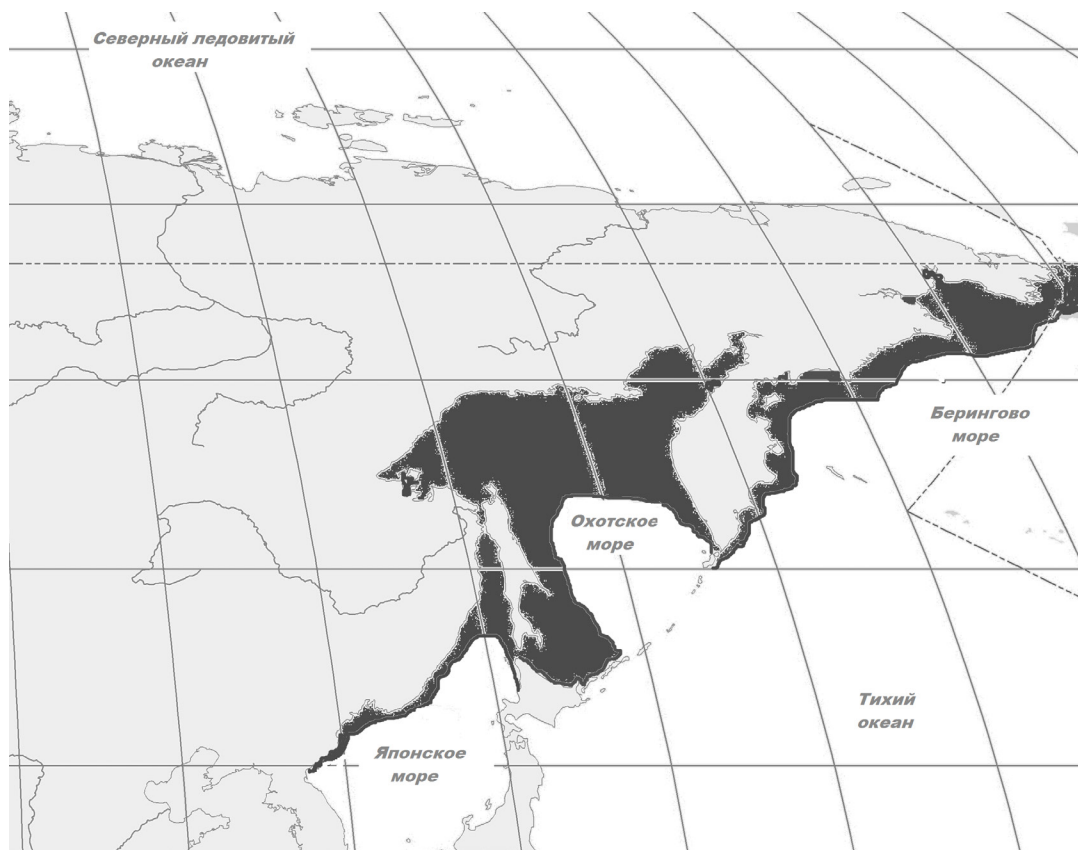 Северный ледовитый
океан
Берингово
море
Охотское
море
Тихий
океан
Японское
море